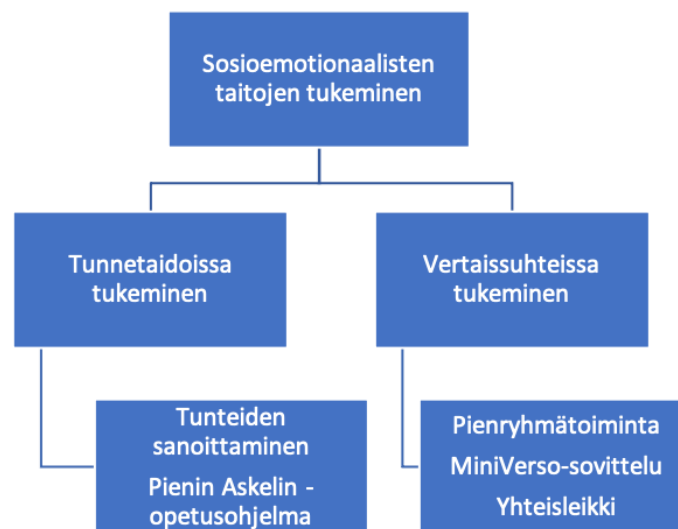 Sosioemotionaalisten
taitojen tukeminen
Tunnetaidoissa
tukeminen
Vertaissuhteissa
tukeminen
Tunteiden
sanoittaminen
Pienin Askelin -
opetusohjelma
Pienryhmätoiminta
MiniVerso-sovittelu
Yhteisleikki